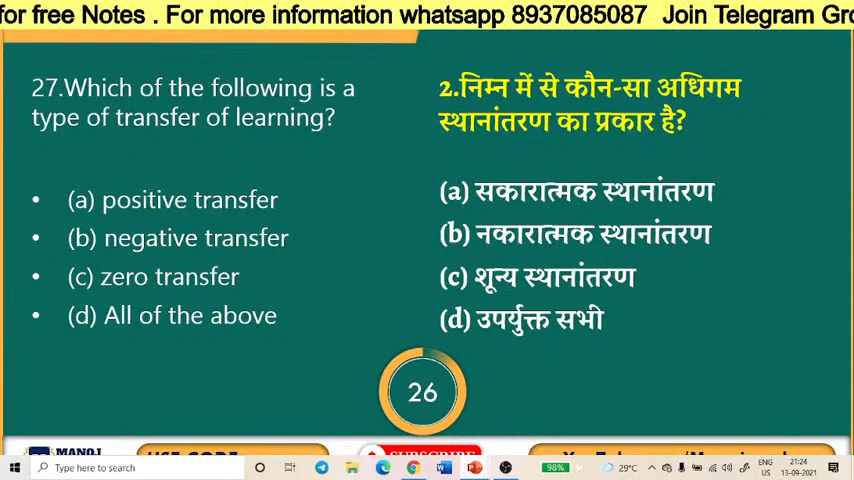 for free Notes . For more information whatsapp 8937085087 Join Telegram Gro
27.Which of the following is a
type of transfer of learning?
• (a) positive transfer
• (b) negative transfer
• (c) zero transfer
• (d) All of the above
2.निम्न में से कौन-सा अधिगम
स्थानांतरण का प्रकार है?
(a) सकारात्मक स्थानांतरण
(b) नकारात्मक स्थानांतरण
(c) शून्य स्थानांतरण
(d) उपर्युक्त सभी
26
MANOJ
USE CODE
SUBSCRIBE
Type here to search
98%
29°C
ENG
US
21:24
13-09-2021